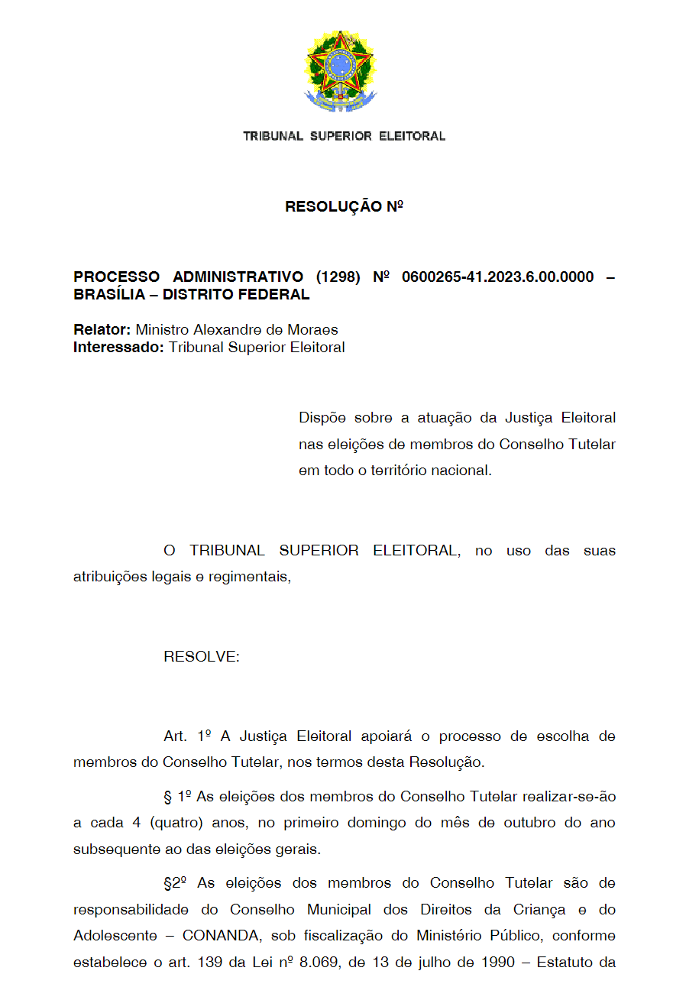 TRIBUNAL SUPERIOR ELEITORAL
RESOLUÇÃO Nº
PROCESSO ADMINISTRATIVO (1298) Nº 0600265-41.2023.6.00.0000 –
BRASÍLIA – DISTRITO FEDERAL
Relator: Ministro Alexandre de Moraes
Interessado: Tribunal Superior Eleitoral
Dispõe sobre a atuação da Justiça Eleitoral
nas eleições de membros do Conselho Tutelar
em todo o território nacional.
O TRIBUNAL SUPERIOR ELEITORAL, no uso das suas
atribuições legais e regimentais,
RESOLVE:
Art. 1º A Justiça Eleitoral apoiará o processo de escolha de
membros do Conselho Tutelar, nos termos desta Resolução.
§ 1º As eleições dos membros do Conselho Tutelar realizar-se-ão
a cada 4 (quatro) anos, no primeiro domingo do mês de outubro do ano
subsequente ao das eleições gerais.
§2º As eleições dos membros do Conselho Tutelar são de
responsabilidade do Conselho Municipal dos Direitos da Criança e do
Adolescente – CONANDA, sob fiscalização do Ministério Público, conforme
estabelece o art. 139 da Lei nº 8.069, de 13 de julho de 1990 – Estatuto da